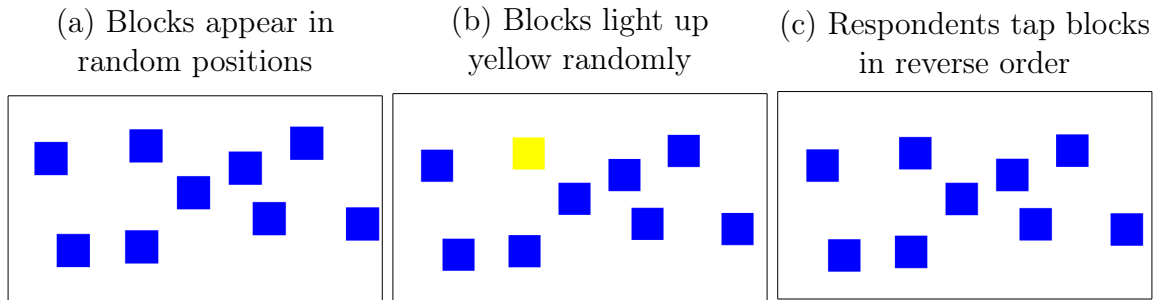 (a) Blocks appear in
random positions
(b) Blocks light up
yellow randomly
(c) Respondents tap blocks
in reverse order